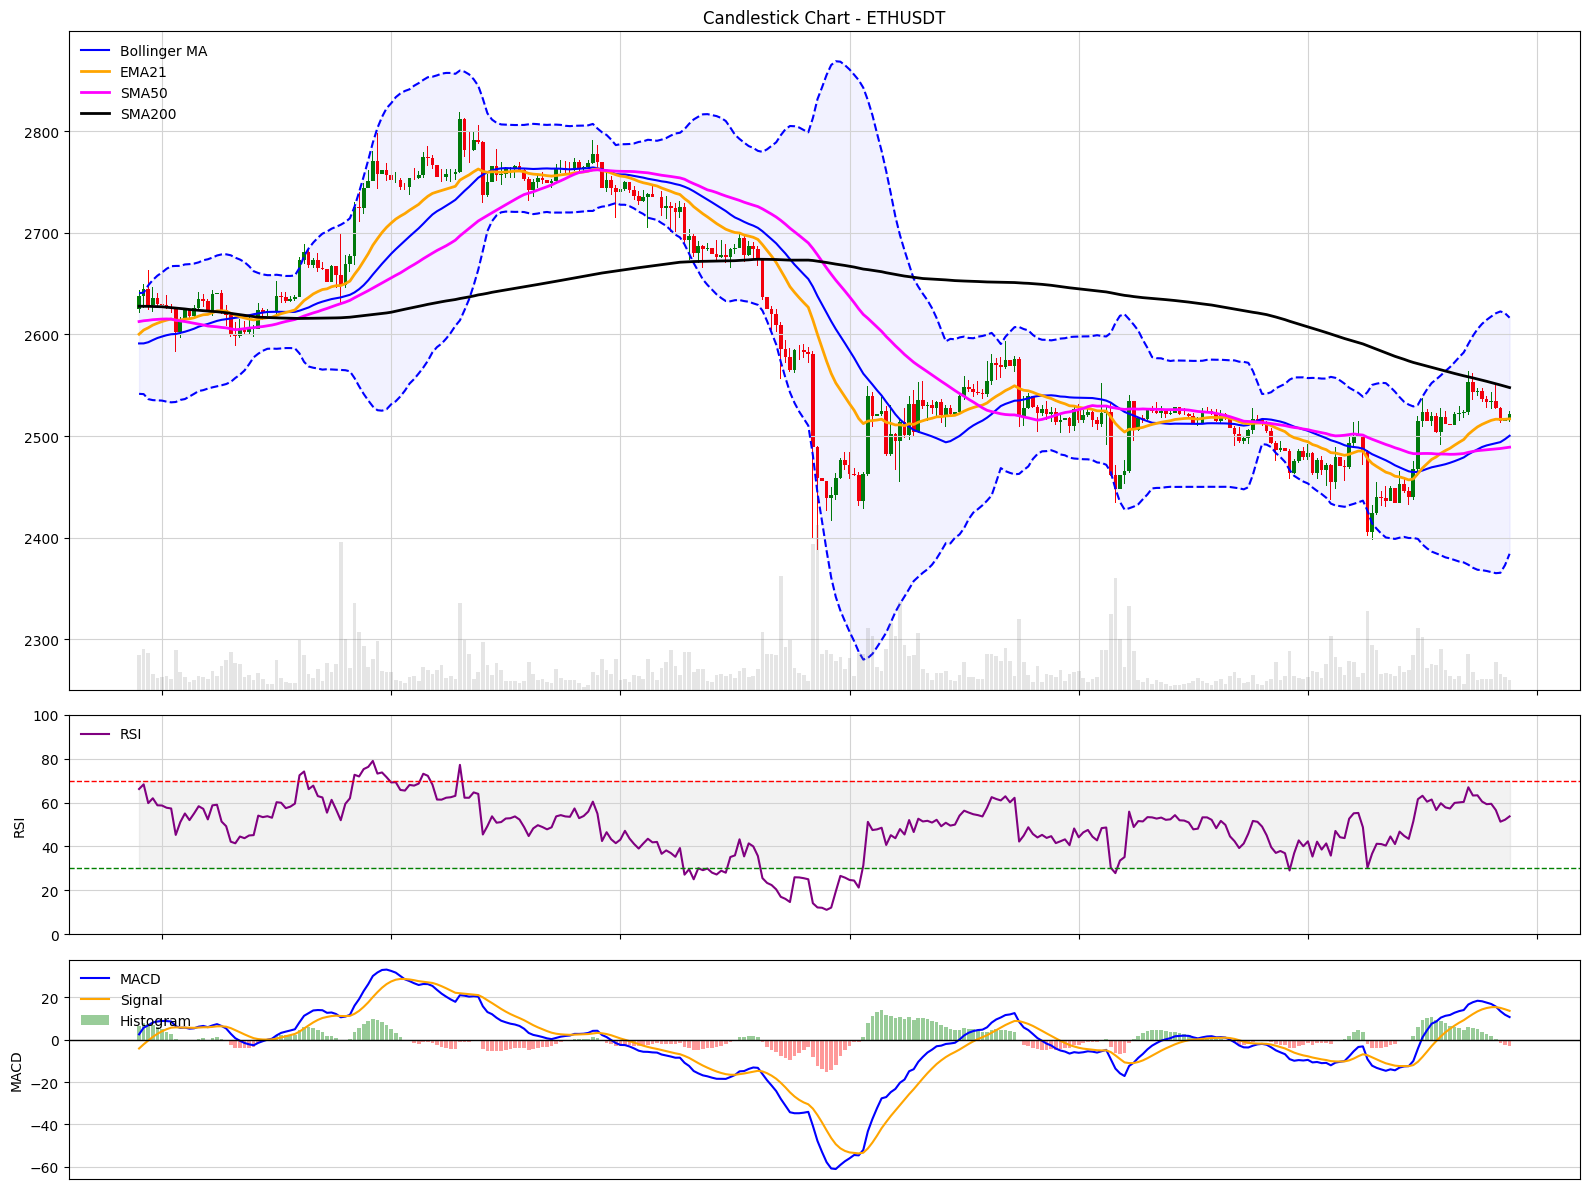 Candlestick Chart - ETHUSDT
Bollinger MA
EMA21
SMA50
SMA200
2800
2700
2600
2500
2400
2300
RSI
100
80
60
40
20
0
RSI
MACD
Signal
Histogram
20
0
−20
−40
−60
MACD